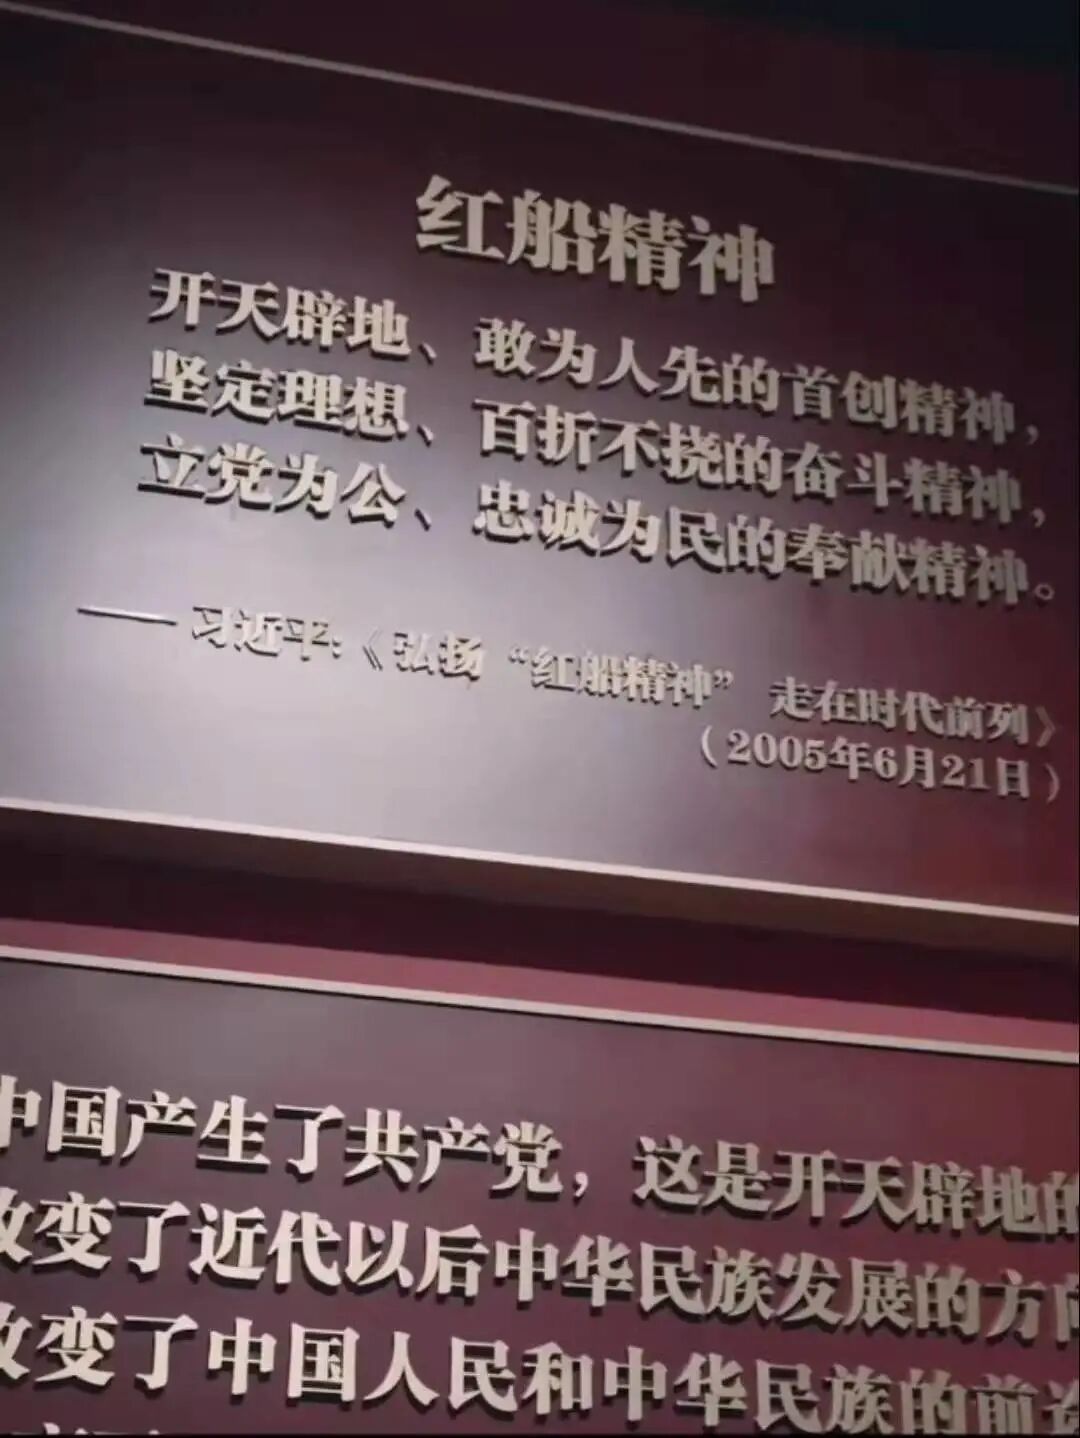 红船精神
开天辟地、敢为人先的首创精神，
坚定理想、百折不挠的奋斗精神，
立党为公、忠诚为民的奉献精神。
——习近平：《弘扬“红船精神” 走在时代前列》
（2005年6月21日）
中国产生了共产党，这是开天辟地的
改变了近代以后中华民族发展的方向
改变了中国人民和中华民族的前途